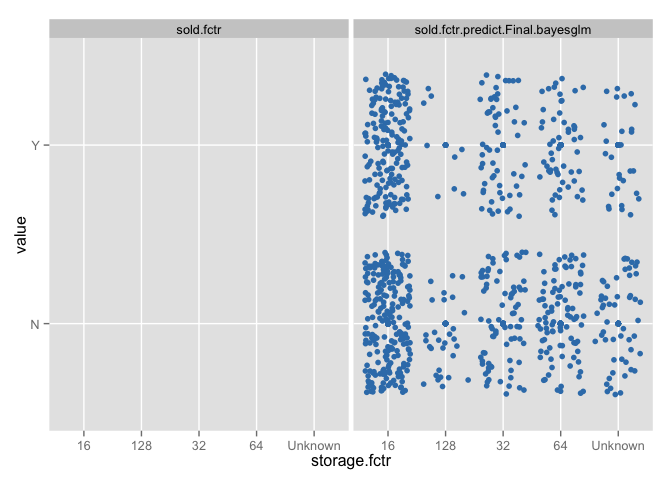 sold.fctr sold.fctr.predict.Final.bayesglm
Y
value
N
16 128 32 64 Unknown 16 128 32 64 Unknown
storage.fctr